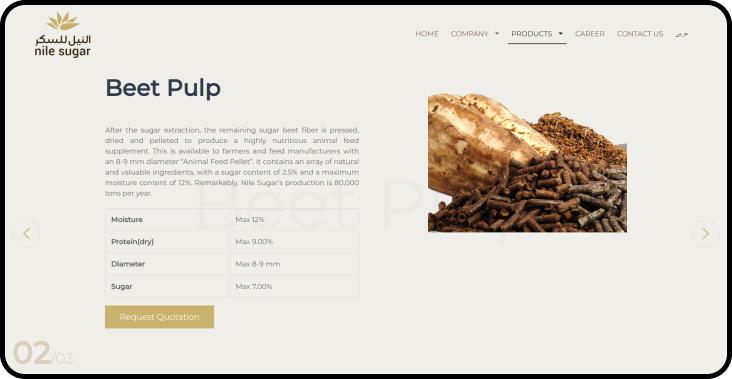 النيل للسكر
nile sugar
HOME COMPANY PRODUCTS CAREER CONTACT US عربي
Beet Pulp
After the sugar extraction, the remaining sugar beet fiber is pressed,
dried and pelleted to produce a highly nutritious animal feed
supplement. This is available to farmers and feed manufacturers with
an 8-9 mm diameter “Animal Feed Pellet”. It contains an array of natural
and valuable ingredients, with a sugar content of 2.5% and a maximum
moisture content of 12%. Remarkably, Nile Sugar’s production is 80,000
tons per year.
Beet Pulp
Moisture Max 12%
Protein(dry) Max 9.00%
Diameter Max 8-9 mm
Sugar Max 7.00%
Request Quotation
02/03